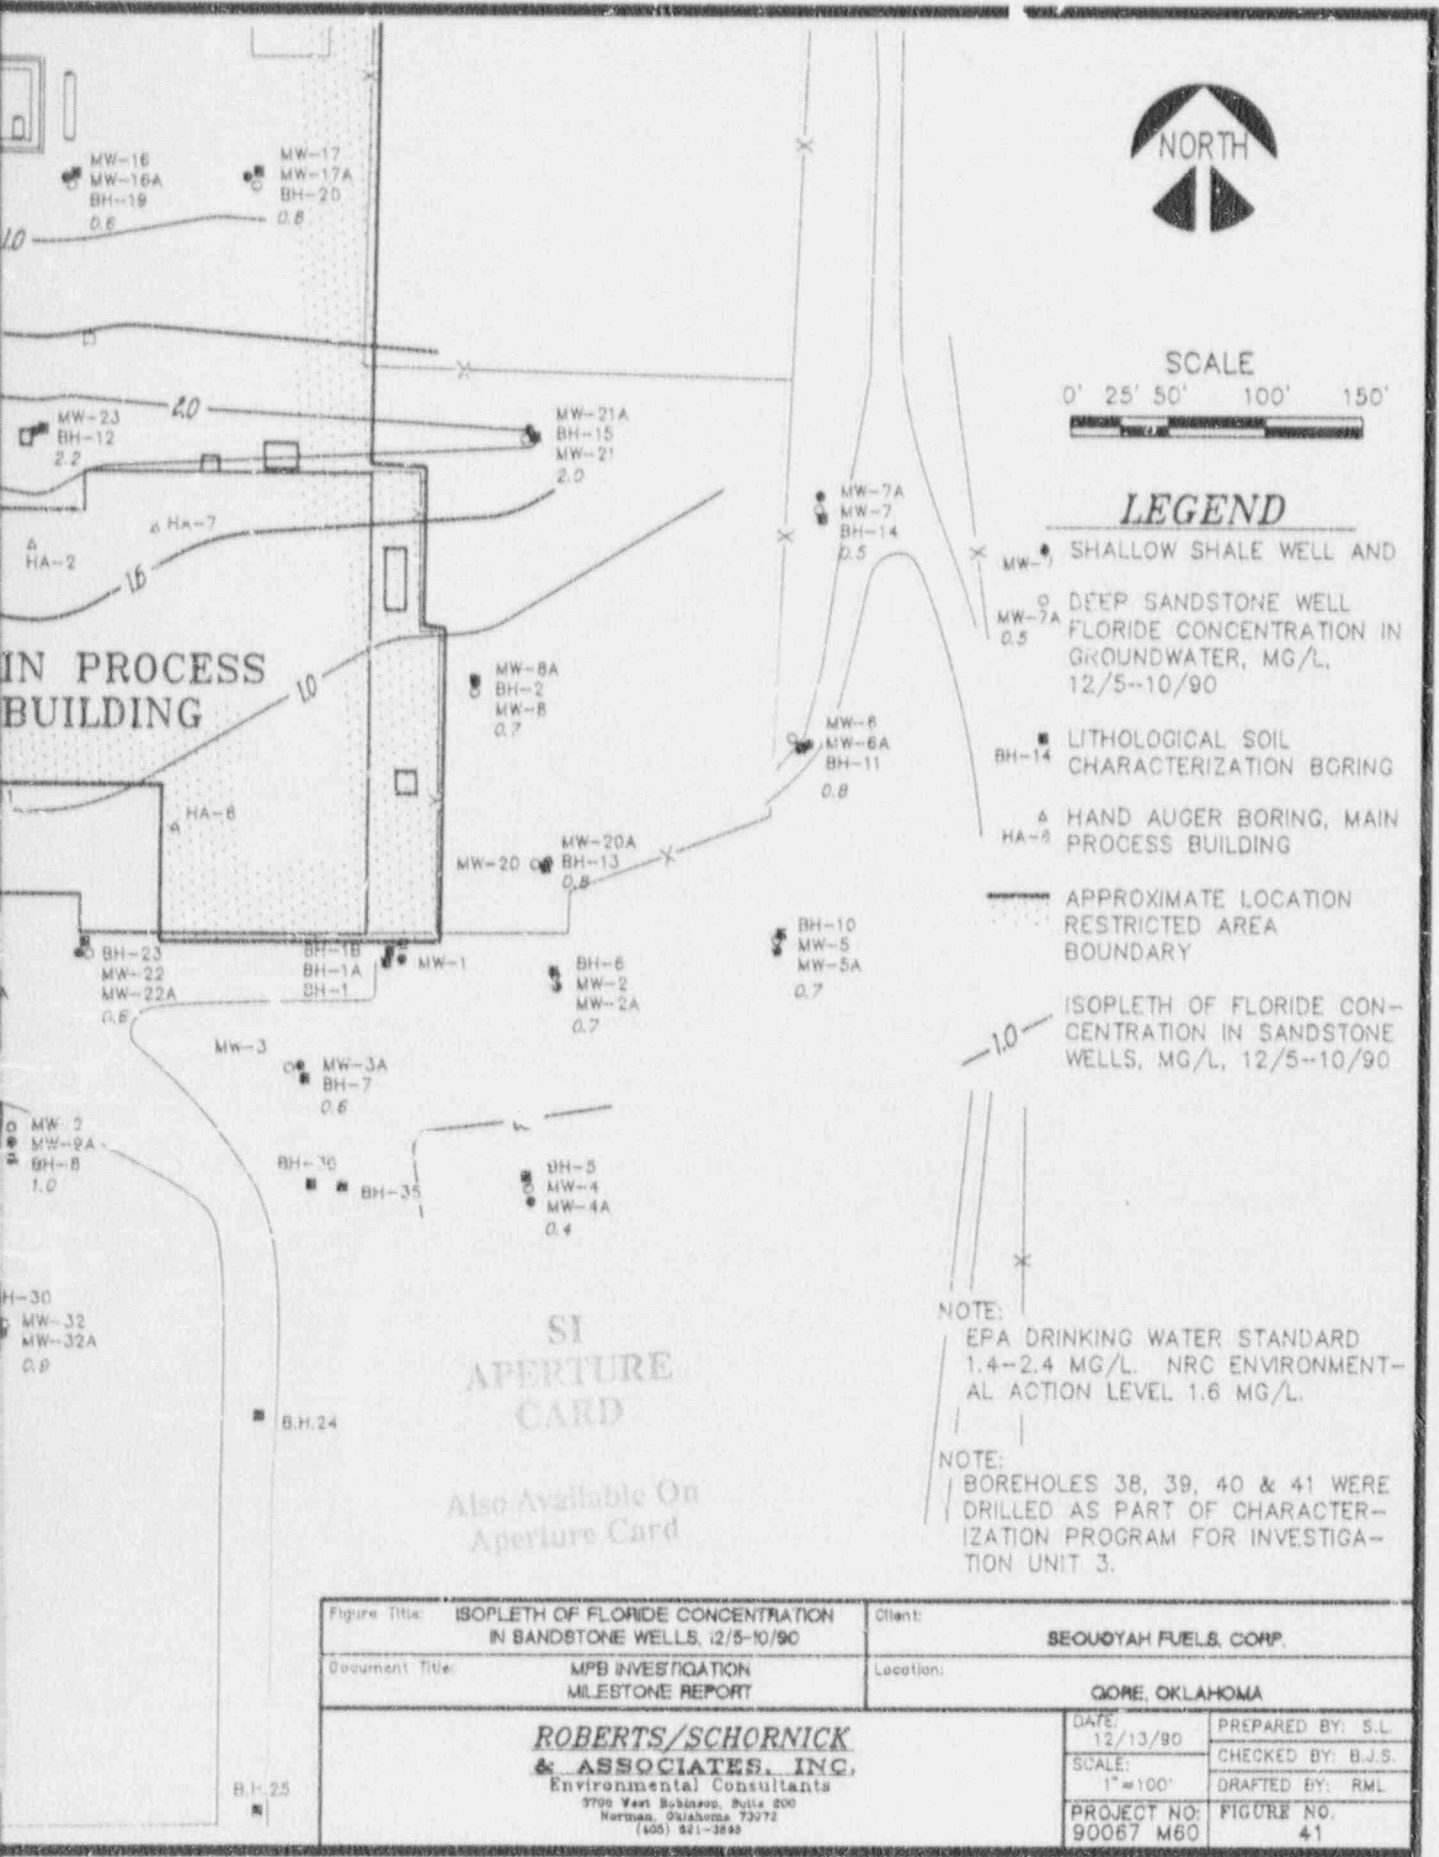 MW-16
MW-16A
BH-19
0.6
MW-17
MW-17A
BH-20
0.8
1.0
NORTH
SCALE
0' 25' 50' 100' 150'
2.0
MW-23
BH-12
2.2
MW-21A
BH-15
MW-21
2.0
MW-7A
MW-7
BH-14
0.5
HA-7
HA-2
1.6
LEGEND
SHALLOW SHALE WELL AND
DEEP SANDSTONE WELL
MW-7A
0.5
FLORIDE CONCENTRATION IN
GROUNDWATER, MG/L,
12/5--10/90
BH-14
LITHOLOGICAL SOIL
CHARACTERIZATION BORING
HAND AUGER BORING, MAIN
PROCESS BUILDING
APPROXIMATE LOCATION
RESTRICTED AREA
BOUNDARY
1.0
ISOPLETH OF FLORIDE CON-
CENTRATION IN SANDSTONE
WELLS, MG/L, 12/5--10/90
IN PROCESS
BUILDING
1.0
MW-8A
BH-2
MW-8
0.7
MW-6
MW-6A
BH-11
0.8
HA-6
MW-20A
MW-20
BH-13
0.8
BH-23
MW-22
MW-22A
0.6
BH-1B
BH-1A
BH-1
MW-1
BH-6
MW-2
MW-2A
0.7
BH-10
MW-5
MW-5A
0.7
MW-3
MW-3A
BH-7
0.6
MW-9A
BH-8
1.0
BH-36
BH-35
BH-5
MW-4
MW-4A
0.4
H-30
MW-32
MW-32A
0.9
B.H.24
B.H.25
SI
APERTURE
CARD
Also Available On
Aperture Card
NOTE:
EPA DRINKING WATER STANDARD
1.4-2.4 MG/L. NRC ENVIRONMENT-
AL ACTION LEVEL 1.6 MG/L.
NOTE:
BOREHOLES 38, 39, 40 & 41 WERE
DRILLED AS PART OF CHARACTER-
IZATION PROGRAM FOR INVESTIGA-
TION UNIT 3.
Figure Title: ISOPLETH OF FLORIDE CONCENTRATION
IN SANDSTONE WELLS, 12/5-10/90
Client:
SEQUOYAH FUELS, CORP.
Document Title: MPB INVESTIGATION
MILESTONE REPORT
Location:
GORE, OKLAHOMA
ROBERTS/SCHORNICK
& ASSOCIATES, INC.
Environmental Consultants
3700 West Robinson, Suite 200
Norman, Oklahoma 73072
(405) 321-3895
DATE:
12/13/90
SCALE:
1"=100'
PROJECT NO:
90067 M60
PREPARED BY: S.L.
CHECKED BY: B.J.S.
DRAFTED BY: RML
FIGURE NO.
41